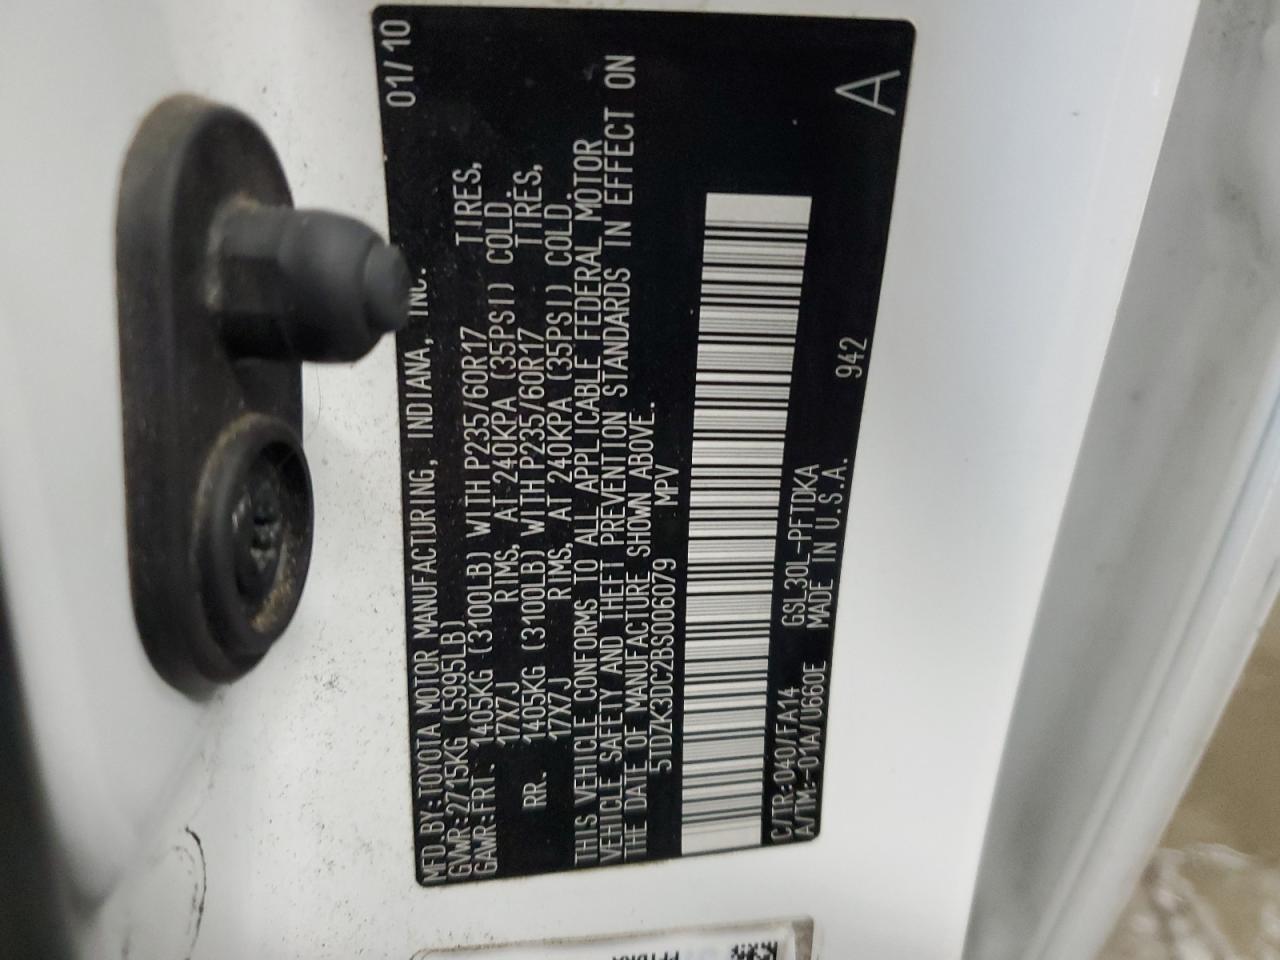 MFD.BY:TOYOTA MOTOR MANUFACTURING, INDIANA, INC. 01/10
GVWR:2715KG (5995LB)
GAWR:FRT. 1405KG (3100LB) WITH P235/60R17 TIRES,
17X7J RIMS, AT 240KPA (35PSI) COLD.
RR. 1405KG (3100LB) WITH P235/60R17 TIRES,
17X7J RIMS, AT 240KPA (35PSI) COLD.
THIS VEHICLE CONFORMS TO ALL APPLICABLE FEDERAL MOTOR
VEHICLE SAFETY AND THEFT PREVENTION STANDARDS IN EFFECT ON
THE DATE OF MANUFACTURE SHOWN ABOVE.
5TDZK3DC2BS006079 MPV
C/TR:040/FA14 GSL30L-PFTDKA
A/TM:-01A/U660E MADE IN U.S.A. 942 A